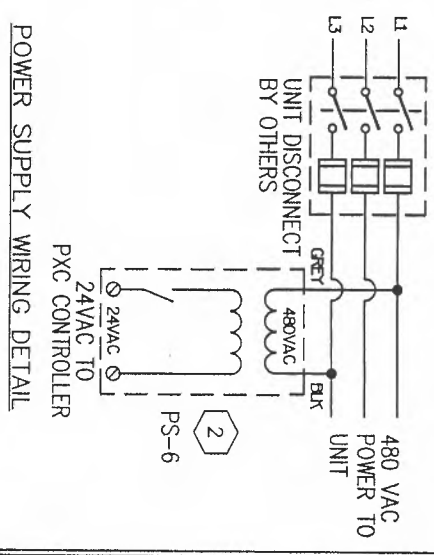 L1
L2
L3
UNIT DISCONNECT
BY OTHERS
480 VAC
POWER TO
UNIT
GREY
BLK
480VAC
24VAC
24VAC TO
PXC CONTROLLER
2
PS-6
POWER SUPPLY WIRING DETAIL